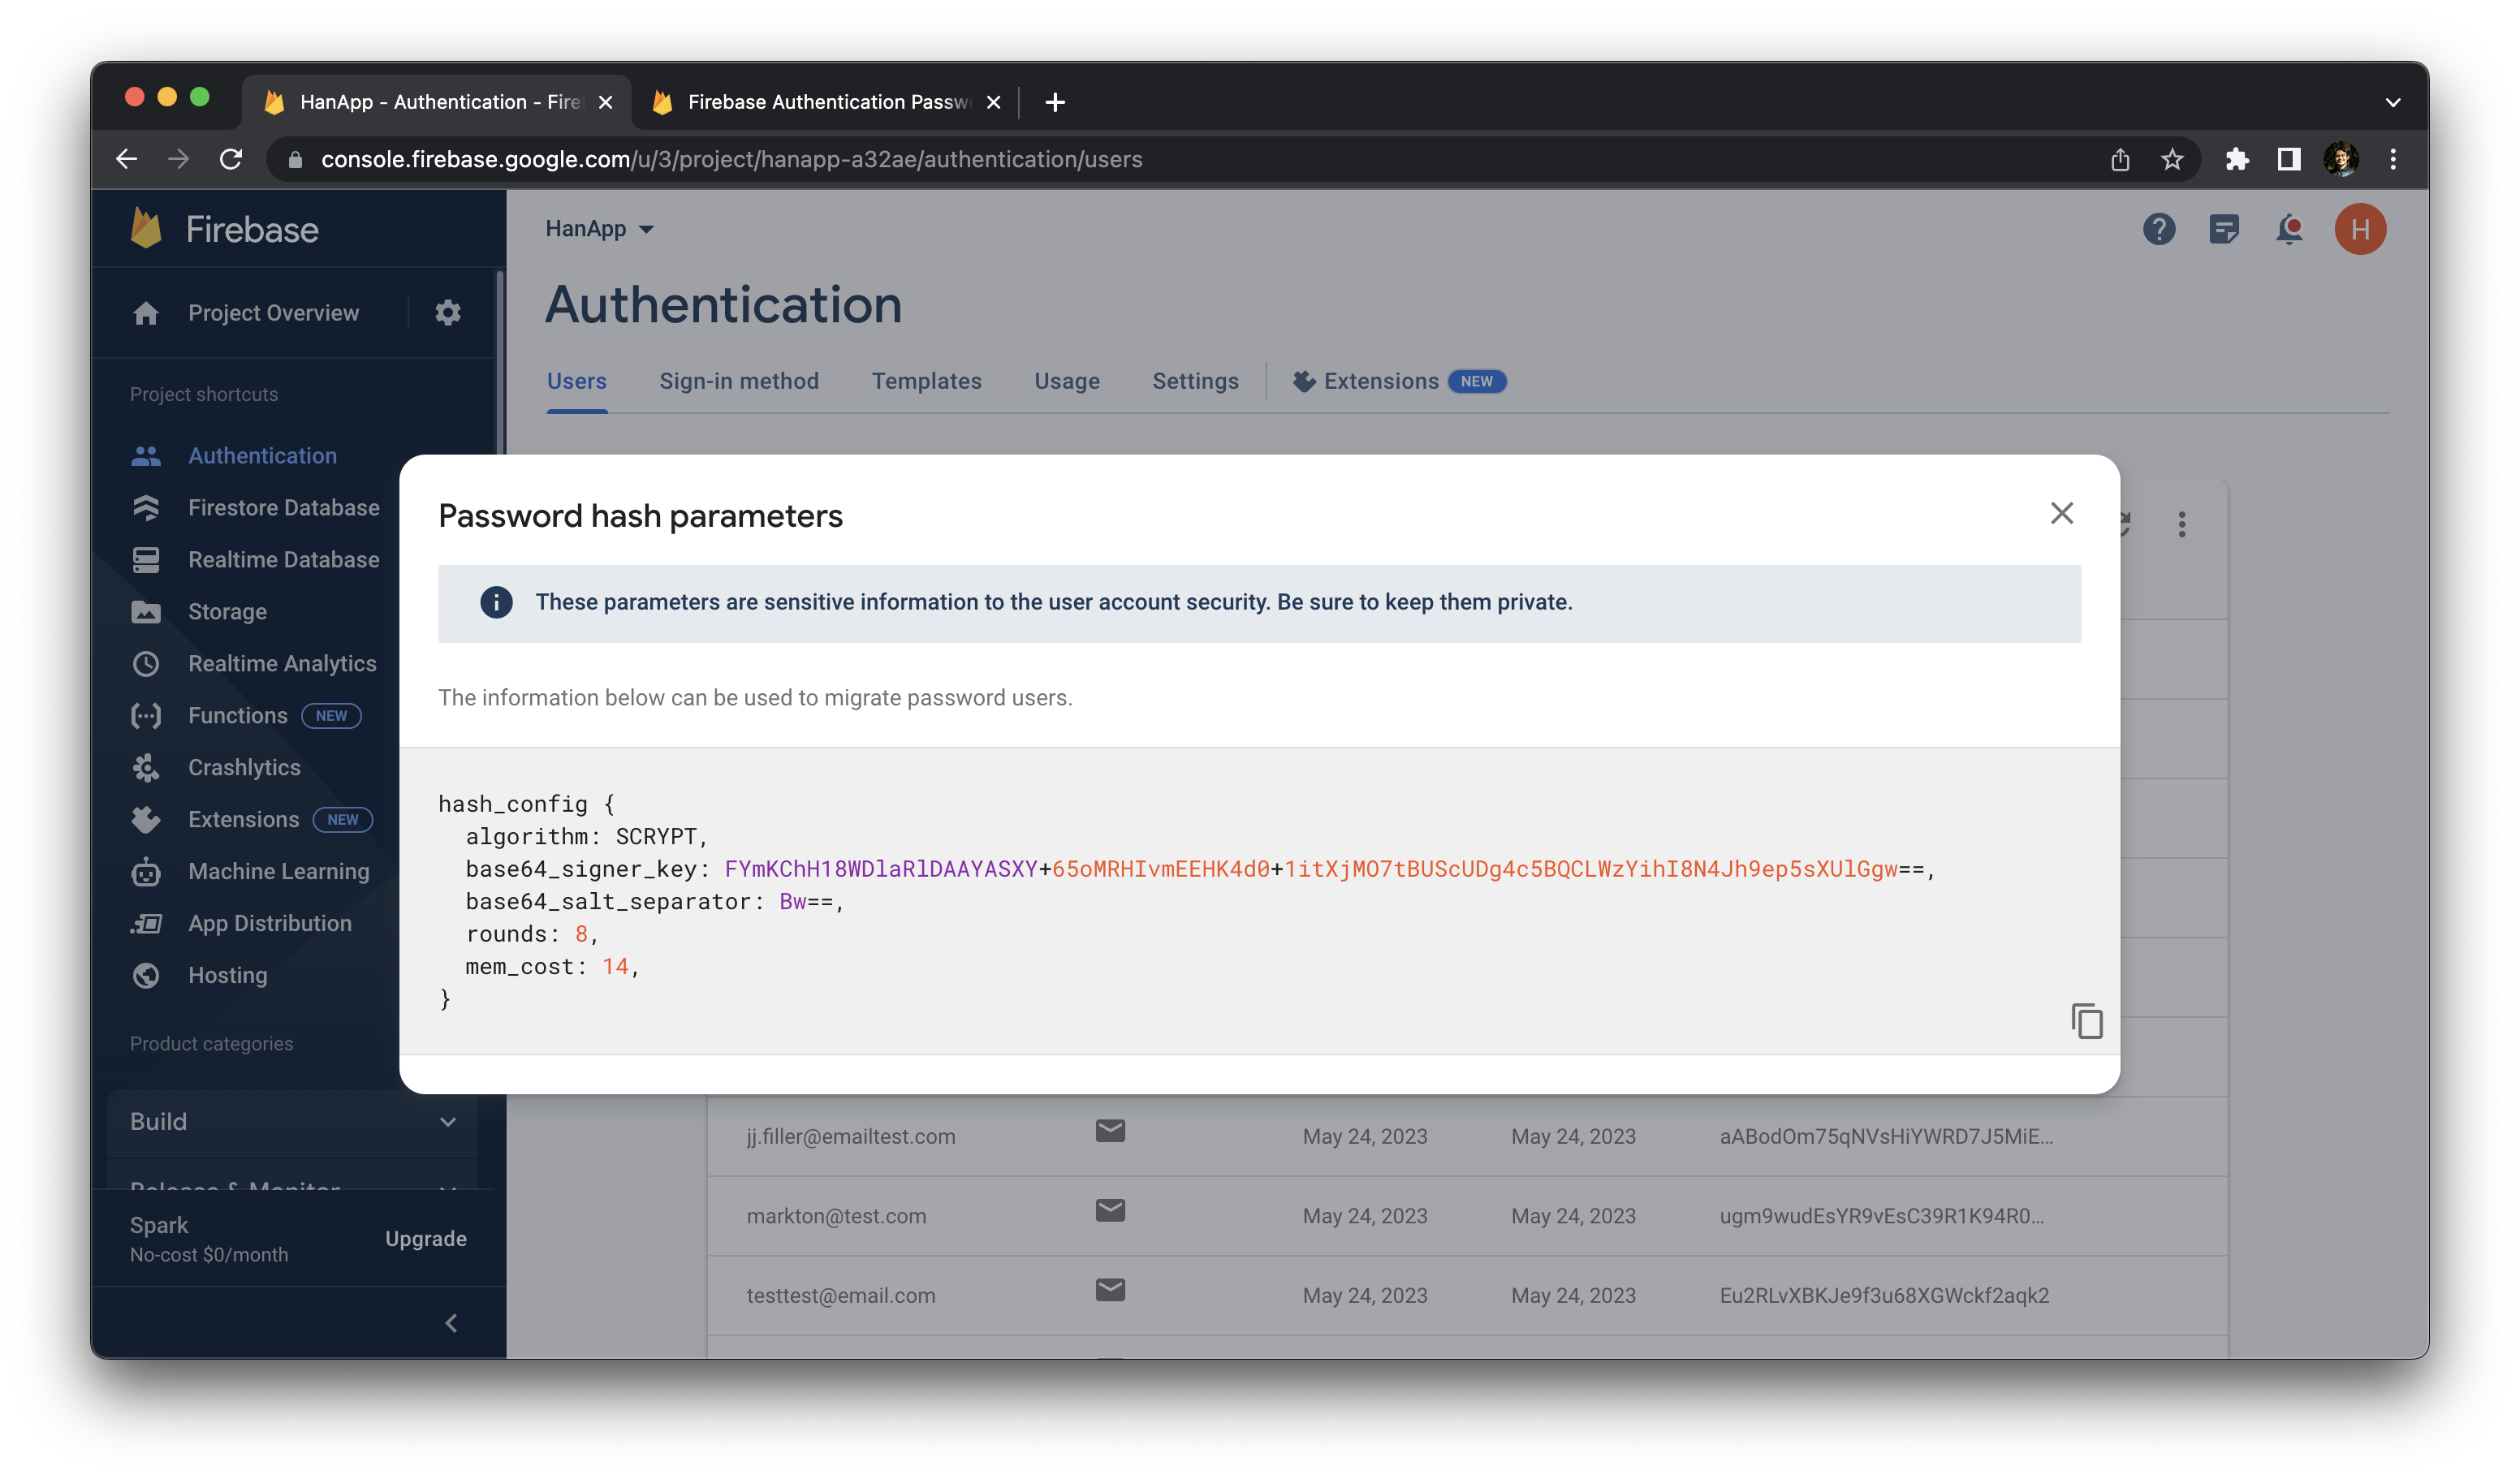 HanApp - Authentication - Fire
Firebase Authentication Passw
console.firebase.google.com/u/3/project/hanapp-a32ae/authentication/users
Firebase
HanApp
H
Project Overview
Authentication
Project shortcuts
Users Sign-in method Templates Usage Settings Extensions NEW
Authentication
Firestore Database
Realtime Database
Storage
Realtime Analytics
Functions NEW
Crashlytics
Extensions NEW
Machine Learning
App Distribution
Hosting
Product categories
Build
Release & Monitor
Spark
No-cost $0/month
Upgrade
Password hash parameters
These parameters are sensitive information to the user account security. Be sure to keep them private.
The information below can be used to migrate password users.
hash_config {
algorithm: SCRYPT,
base64_signer_key: FYmKChH18WDlaRlDAAYASXY+65oMRHIvmEEHK4d0+1itXjMO7tBUScUDg4c5BQCLWzYihI8N4Jh9ep5sXUlGgw==,
base64_salt_separator: Bw==,
rounds: 8,
mem_cost: 14,
}
jj.filler@emailtest.com May 24, 2023 May 24, 2023 aABodOm75qNVsHiYWRD7J5MiE...
markton@test.com May 24, 2023 May 24, 2023 ugm9wudEsYR9vEsC39R1K94R0...
testtest@email.com May 24, 2023 May 24, 2023 Eu2RLvXBKJe9f3u68XGWckf2aqk2